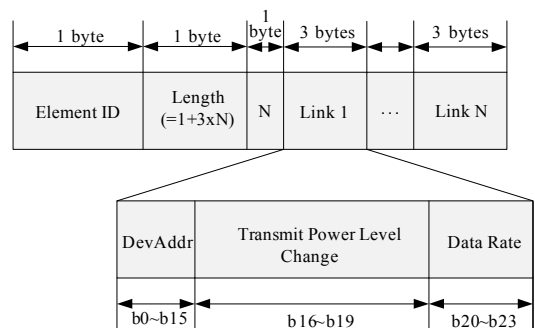 1 byte 1 byte 1 byte 3 bytes 3 bytes
Element ID
Length
(=1+3xN)
N
Link 1
...
Link N
DevAddr
Transmit Power Level
Change
Data Rate
b0~b15 b16~b19 b20~b23